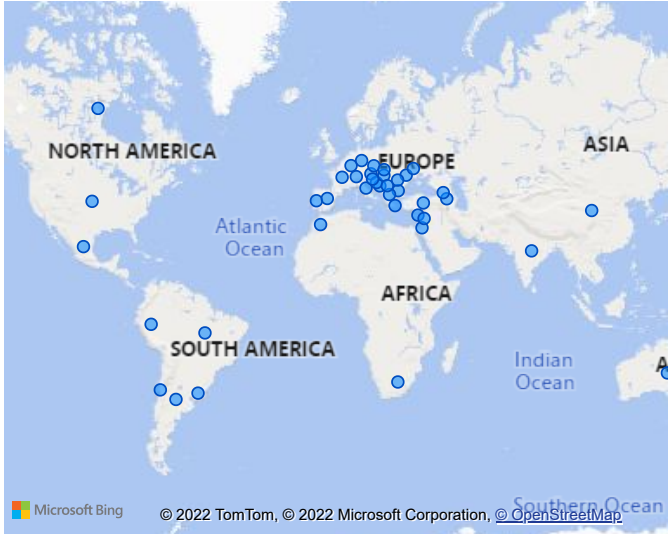 NORTH AMERICA
EUROPE
ASIA
Atlantic
Ocean
AFRICA
SOUTH AMERICA
Indian
Ocean
A
Southern Ocean
Microsoft Bing
© 2022 TomTom, © 2022 Microsoft Corporation, © OpenStreetMap